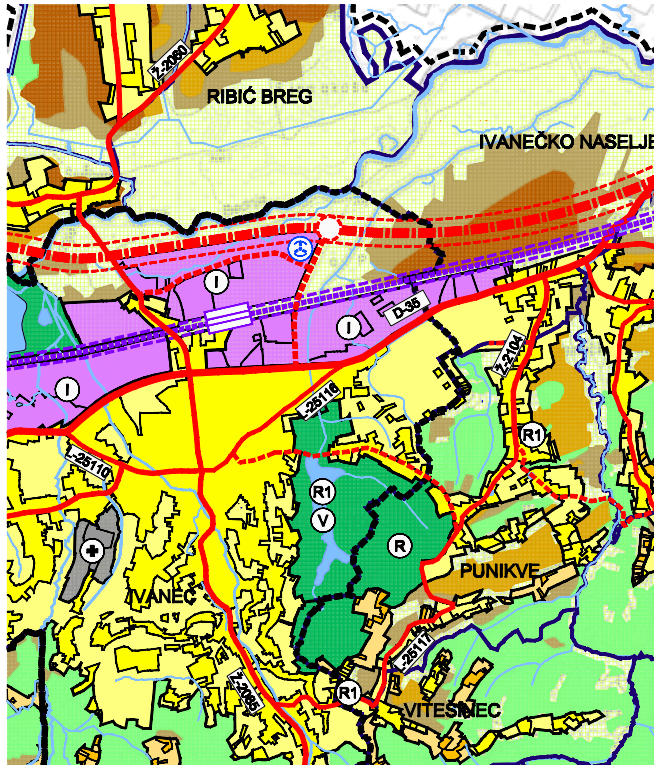 Ž-2080
RIBIĆ BREG
IVANEČKO NASELJE
I
I
D-35
Ž-2104
I
L-25116
R1
L-25110
R1
V
R
PUNIKVE
IVANEC
L-25117
Ž-2085
R1
VITEŠINEC